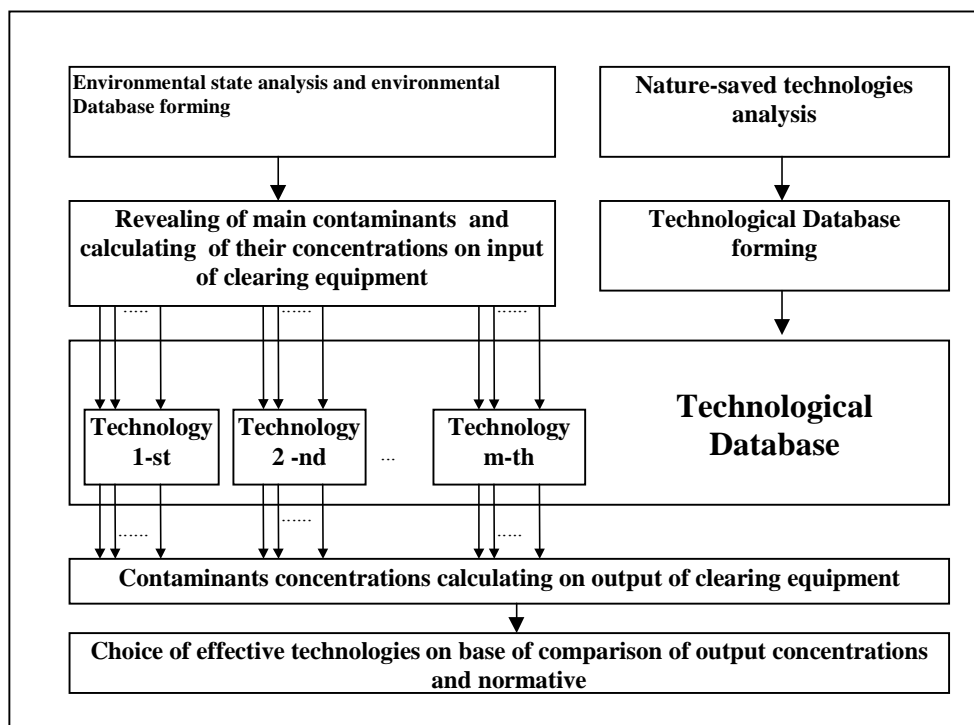 Environmental state analysis and environmental
Database forming
Nature-saved technologies
analysis
Revealing of main contaminants and
calculating of their concentrations on input
of clearing equipment
Technological Database
forming
...... ...... ......
Technological
Database
Technology
1-st
Technology
2 -nd
...
Technology
m-th
...... ...... ......
Contaminants concentrations calculating on output of clearing equipment
Choice of effective technologies on base of comparison of output concentrations
and normative